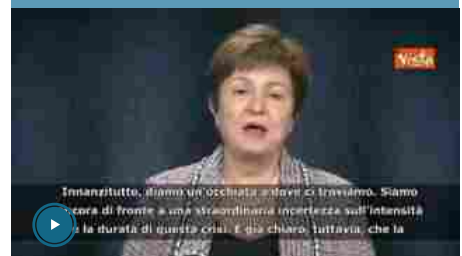 Vista
Innanzitutto, diamo un'occhiata a dove ci troviamo. Siamo
ancora di fronte a una straordinaria incertezza sull'intensità
e la durata di questa crisi. È già chiaro, tuttavia, che la